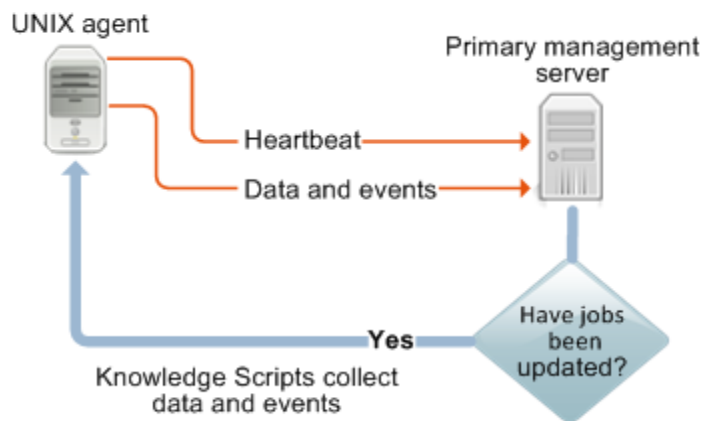 UNIX agent
Primary management
server
Heartbeat
Data and events
Have jobs
been
updated?
Yes
Knowledge Scripts collect
data and events